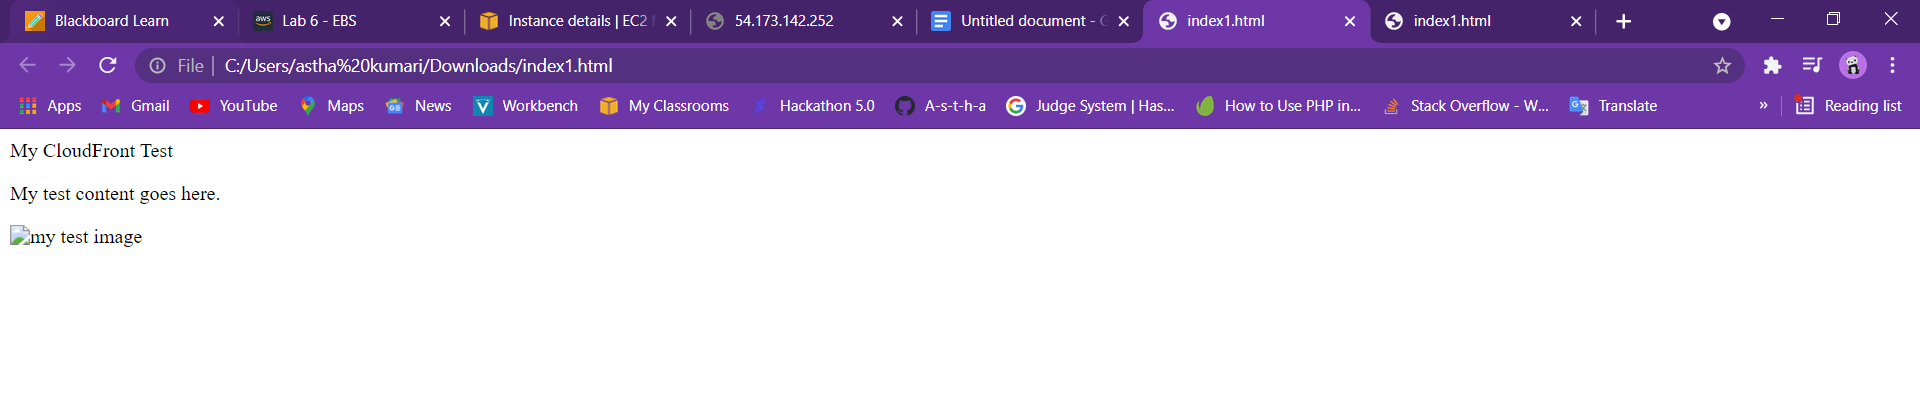 Blackboard Learn
Lab 6 - EBS
Instance details | EC2
54.173.142.252
Untitled document -
index1.html
index1.html
File
C:/Users/astha%20kumari/Downloads/index1.html
Apps
Gmail
YouTube
Maps
News
Workbench
My Classrooms
Hackathon 5.0
A-s-t-h-a
Judge System | Has...
How to Use PHP in...
Stack Overflow - W...
Translate
»
Reading list
My CloudFront Test
My test content goes here.
my test image